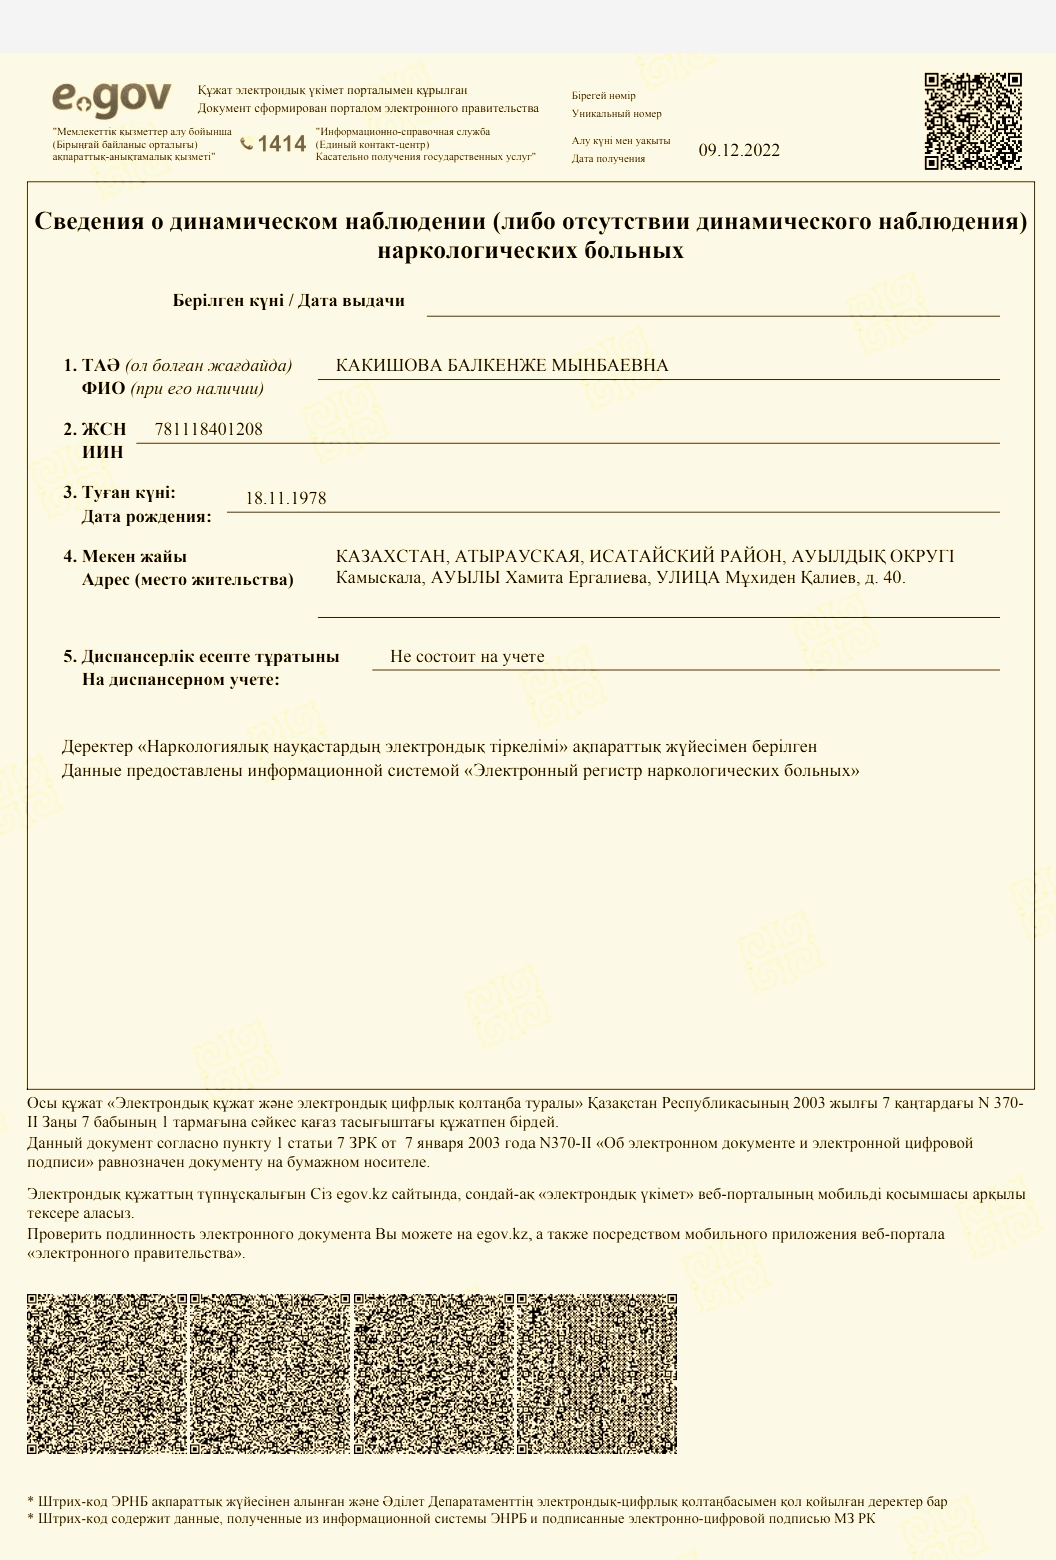 e.gov
Құжат электрондық үкімет порталымен құрылған
Документ сформирован порталом электронного правительства
"Мемлекеттік қызметтер алу бойынша
(Бірыңғай байланыс орталығы)
ақпараттық-анықтамалық қызметі"
1414
"Информационно-справочная служба
(Единый контакт-центр)
Касательно получения государственных услуг"
Бірегей нөмір
Уникальный номер
Алу күні мен уақыты
Дата получения
09.12.2022
Сведения о динамическом наблюдении (либо отсутствии динамического наблюдения)
наркологических больных
Берілген күні / Дата выдачи
1. ТАӘ (ол болған жағдайда) КАКИШОВА БАЛКЕНЖЕ МЫНБАЕВНА
ФИО (при его наличии)
2. ЖСН 781118401208
ИИН
3. Туған күні: 18.11.1978
Дата рождения:
4. Мекен жайы КАЗАХСТАН, АТЫРАУСКАЯ, ИСАТАЙСКИЙ РАЙОН, АУЫЛДЫҚ ОКРУГІ
Адрес (место жительства) Камыскала, АУЫЛЫ Хамита Ергалиева, УЛИЦА Мұхиден Қалиев, д. 40.
5. Диспансерлік есепте тұратыны Не состоит на учете
На диспансерном учете:
Деректер «Наркологиялық науқастардың электрондық тіркелімі» ақпараттық жүйесімен берілген
Данные предоставлены информационной системой «Электронный регистр наркологических больных»
Осы құжат «Электрондық құжат және электрондық цифрлық қолтаңба туралы» Қазақстан Республикасының 2003 жылғы 7 қаңтардағы N 370-
II Заңы 7 бабының 1 тармағына сәйкес қағаз тасығыштағы құжатпен бірдей.
Данный документ согласно пункту 1 статьи 7 ЗРК от 7 января 2003 года N370-II «Об электронном документе и электронной цифровой
подписи» равнозначен документу на бумажном носителе.
Электрондық құжаттың түпнұсқалығын Сіз egov.kz сайтында, сондай-ақ «электрондық үкімет» веб-порталының мобильді қосымшасы арқылы
тексере аласыз.
Проверить подлинность электронного документа Вы можете на egov.kz, а также посредством мобильного приложения веб-портала
«электронного правительства».
* Штрих-код ЭРНБ ақпараттық жүйесінен алынған және Әділет Департаментің электрондық-цифрлық қолтаңбасымен қол қойылған деректер бар
* Штрих-код содержит данные, полученные из информационной системы ЭНРБ и подписанные электронно-цифровой подписью МЗ РК